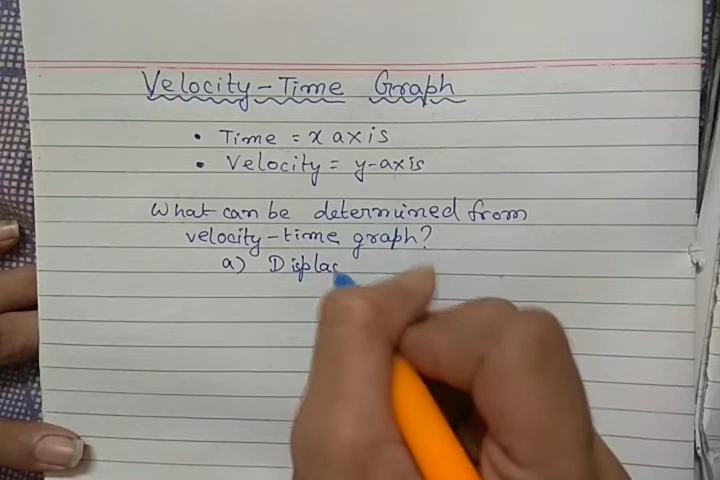 Velocity-Time Graph
• Time = x axis
• Velocity = y-axis
What can be determined from
velocity-time graph?
a) Displac